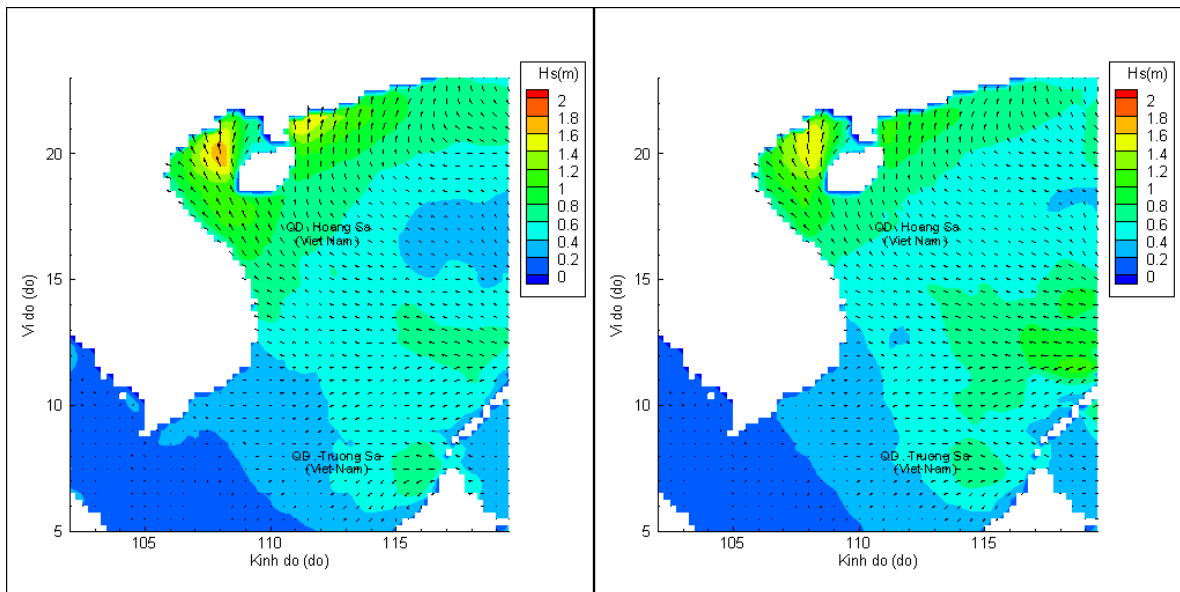 Hs(m)
2
1.8
1.6
1.4
1.2
1
0.8
0.6
0.4
0.2
0
20
15
10
5
Vi do (do)
QD. Hoang Sa
(Viet Nam)
QD. Truong Sa
(Viet Nam)
105
110
115
Kinh do (do)
Hs(m)
2
1.8
1.6
1.4
1.2
1
0.8
0.6
0.4
0.2
0
20
15
10
5
Vi do (do)
QD. Hoang Sa
(Viet Nam)
QD. Truong Sa
(Viet Nam)
105
110
115
Kinh do (do)